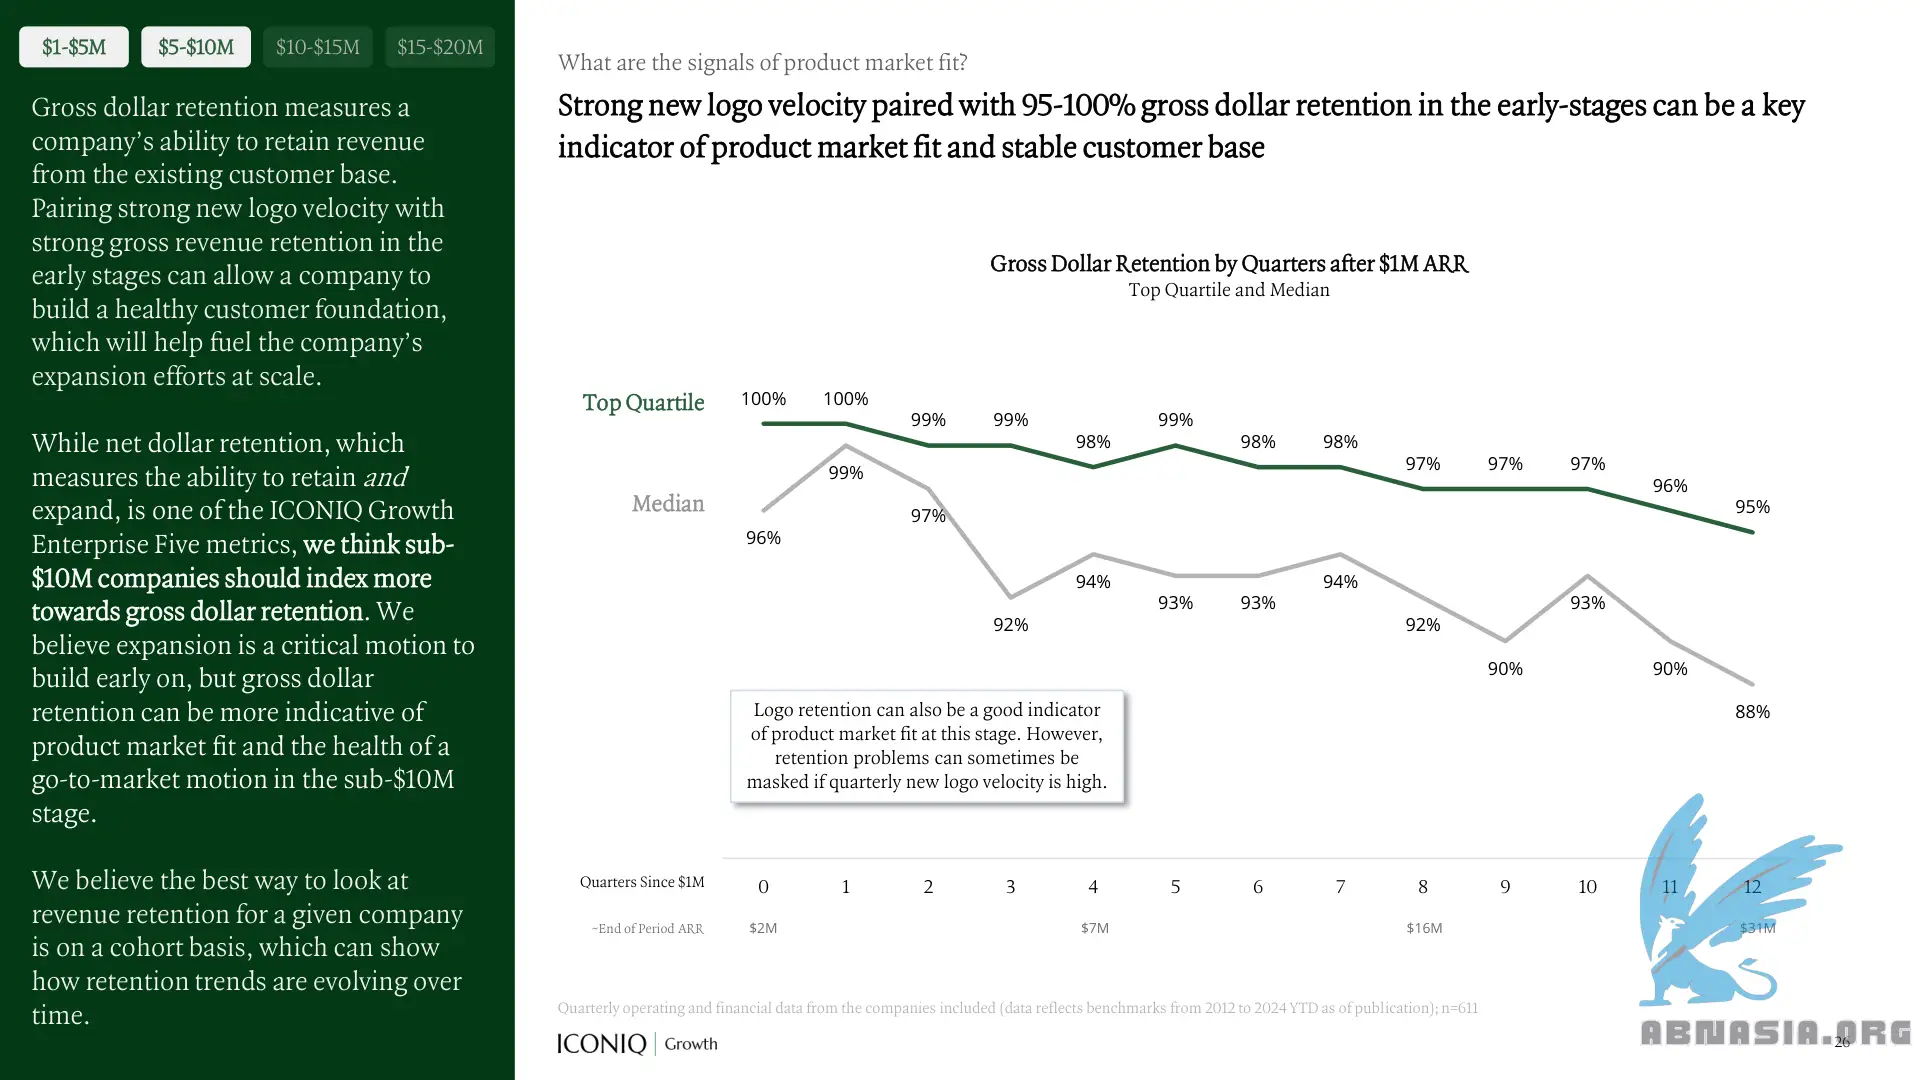 $1-$5M
$5-$10M
$10-$15M
$15-$20M
Gross dollar retention measures a
company’s ability to retain revenue
from the existing customer base.
Pairing strong new logo velocity with
strong gross revenue retention in the
early stages can allow a company to
build a healthy customer foundation,
which will help fuel the company’s
expansion efforts at scale.
While net dollar retention, which
measures the ability to retain and
expand, is one of the ICONIQ Growth
Enterprise Five metrics, we think sub-
$10M companies should index more
towards gross dollar retention. We
believe expansion is a critical motion to
build early on, but gross dollar
retention can be more indicative of
product market fit and the health of a
go-to-market motion in the sub-$10M
stage.
We believe the best way to look at
revenue retention for a given company
is on a cohort basis, which can show
how retention trends are evolving over
time.
What are the signals of product market fit?
Strong new logo velocity paired with 95-100% gross dollar retention in the early-stages can be a key
indicator of product market fit and stable customer base
Gross Dollar Retention by Quarters after $1M ARR
Top Quartile and Median
Top Quartile
100% 100% 99% 99% 98% 99% 98% 98% 97% 97% 97% 96% 95%
Median
96% 99% 97% 92% 94% 93% 93% 94% 92% 90% 93% 90% 88%
Logo retention can also be a good indicator
of product market fit at this stage. However,
retention problems can sometimes be
masked if quarterly new logo velocity is high.
Quarters Since $1M 0 1 2 3 4 5 6 7 8 9 10 11 12
~End of Period ARR $2M $7M $16M $31M
Quarterly operating and financial data from the companies included (data reflects benchmarks from 2012 to 2024 YTD as of publication); n=611
ICONIQ | Growth
ABNASIA.ORG
26